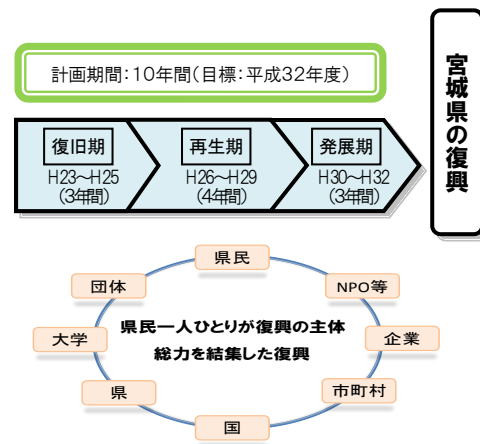 計画期間:10年間(目標:平成32年度)
宮城県の復興
復旧期
H23~H25
(3年間)
再生期
H26~H29
(4年間)
発展期
H30~H32
(3年間)
県民
団体
NPO等
大学
県民一人ひとりが復興の主体
総力を結集した復興
企業
県
市町村
国